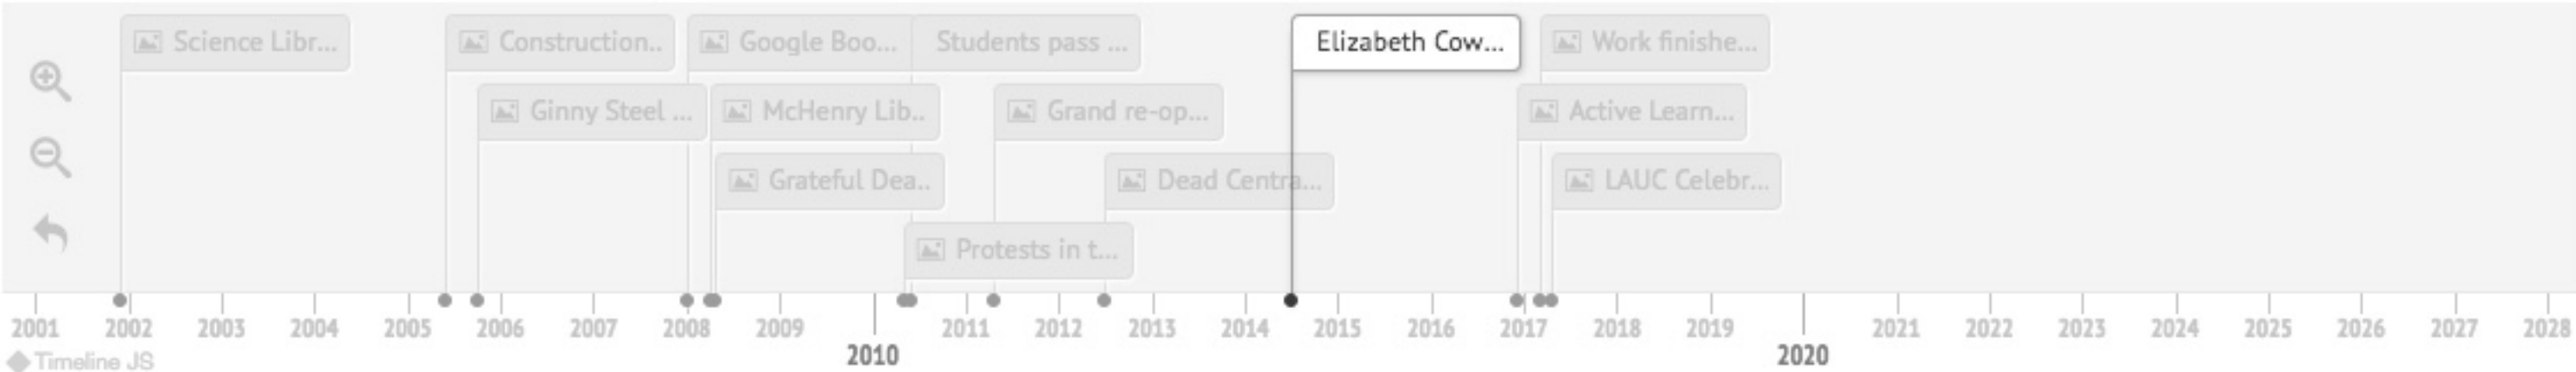 Science Libr...
Construction..
Google Boo...
Students pass ...
Elizabeth Cow...
Work finishe...
Ginny Steel ...
McHenry Lib..
Grand re-op...
Active Learn...
Grateful Dea..
Dead Centra...
LAUC Celebr...
Protests in t...
2001 2002 2003 2004 2005 2006 2007 2008 2009 2011 2012 2013 2014 2015 2016 2017 2018 2019 2021 2022 2023 2024 2025 2026 2027 2028
2010 2020
Timeline JS